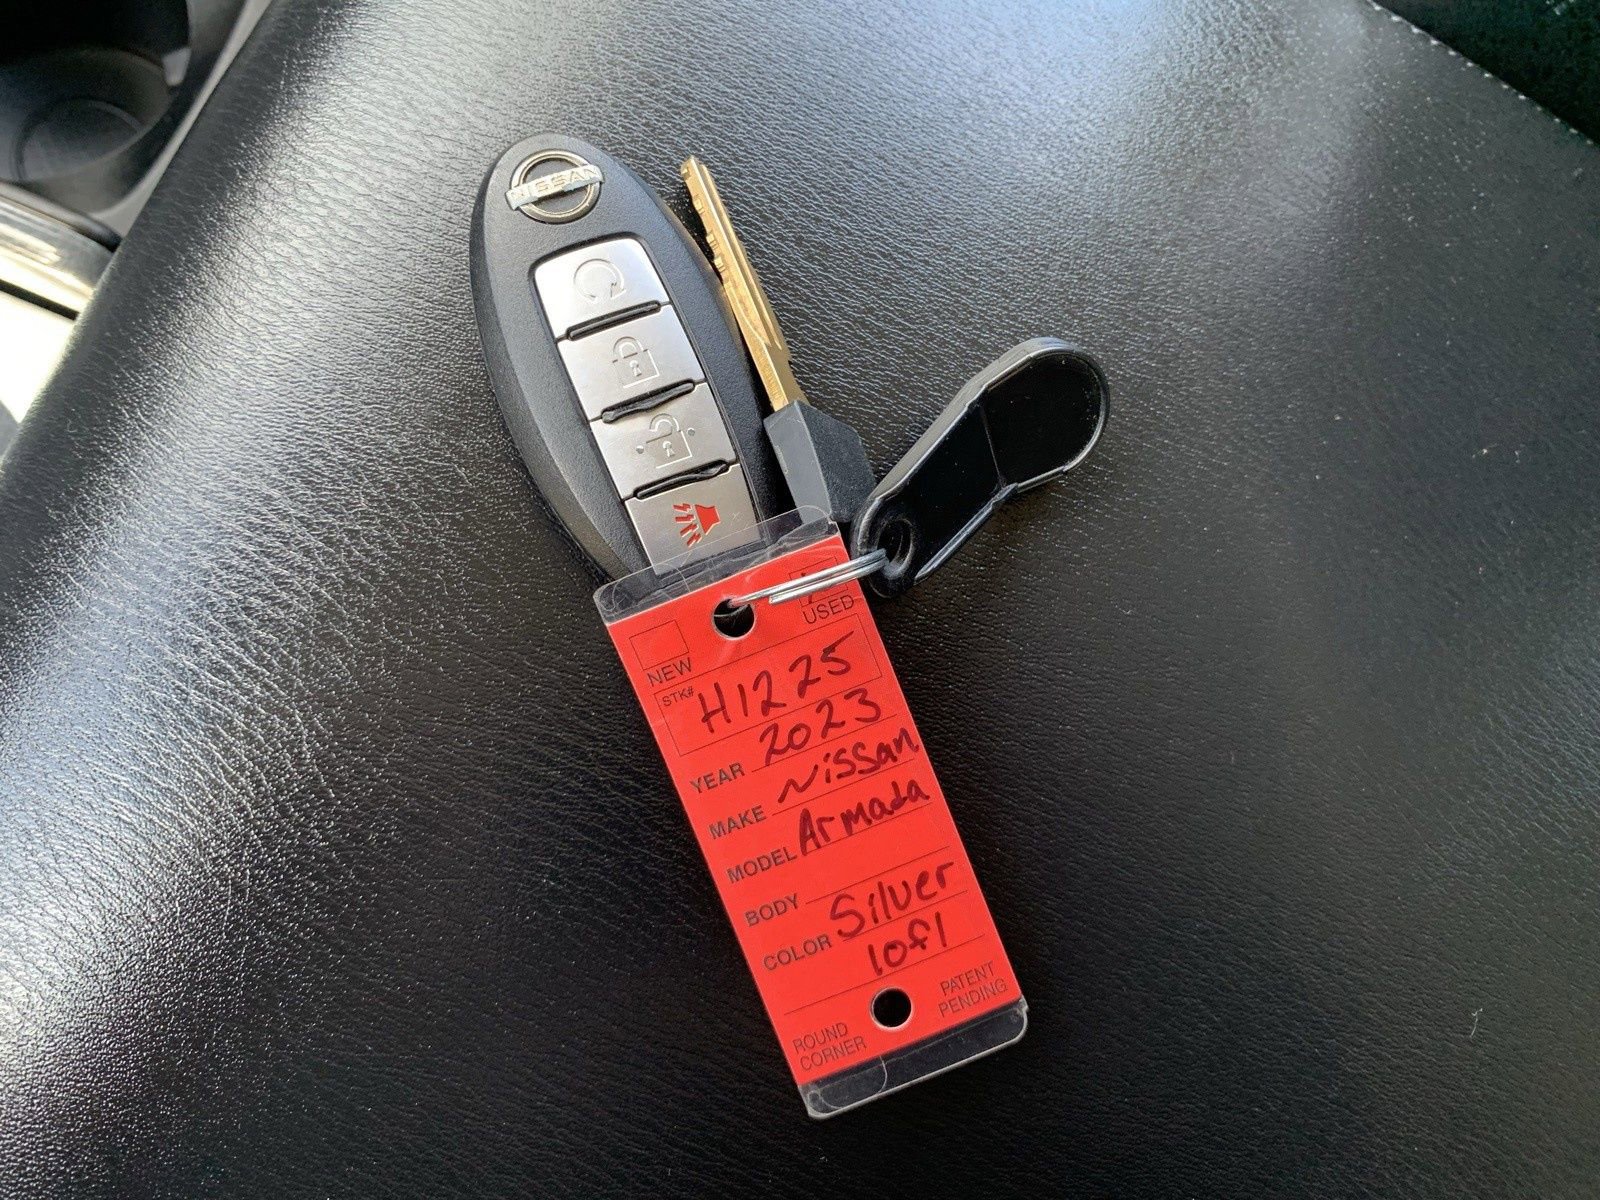 NISSAN
USED
NEW
STK# H1225
YEAR 2023
MAKE Nissan
MODEL Armada
BODY
COLOR Silver
1 of 1
ROUND CORNER
PATENT PENDING